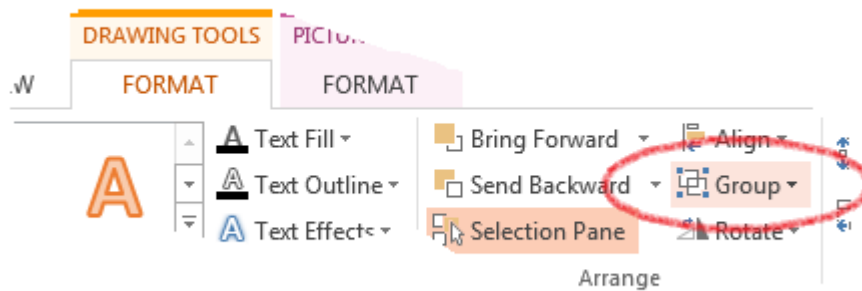 DRAWING TOOLS
FORMAT FORMAT
A Text Fill Bring Forward Align
A Text Outline Send Backward Group
A Text Effects Selection Pane Rotate
A
Arrange